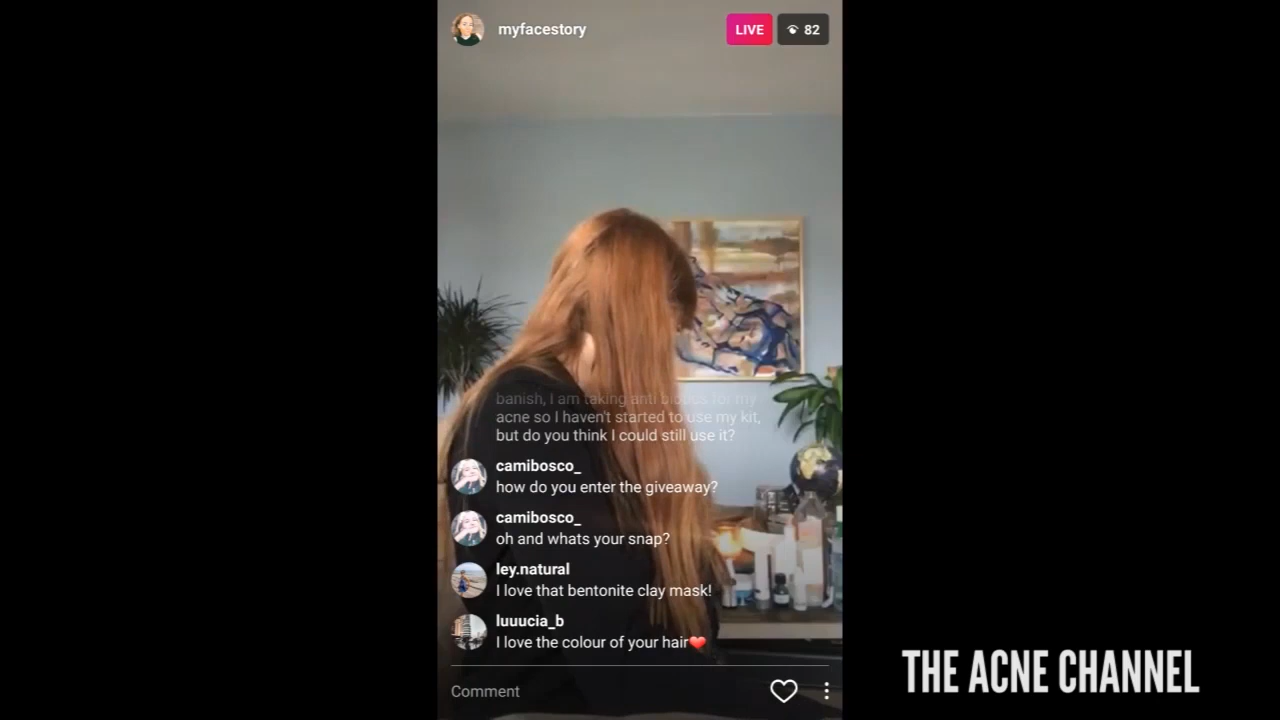 myfacestory
LIVE
82
banish, I am taking anti biotics for my
acne so I haven't started to use my kit,
but do you think I could still use it?
camibosco_
how do you enter the giveaway?
camibosco_
oh and whats your snap?
ley.natural
I love that bentonite clay mask!
luuucia_b
I love the colour of your hair❤️
Comment
THE ACNE CHANNEL